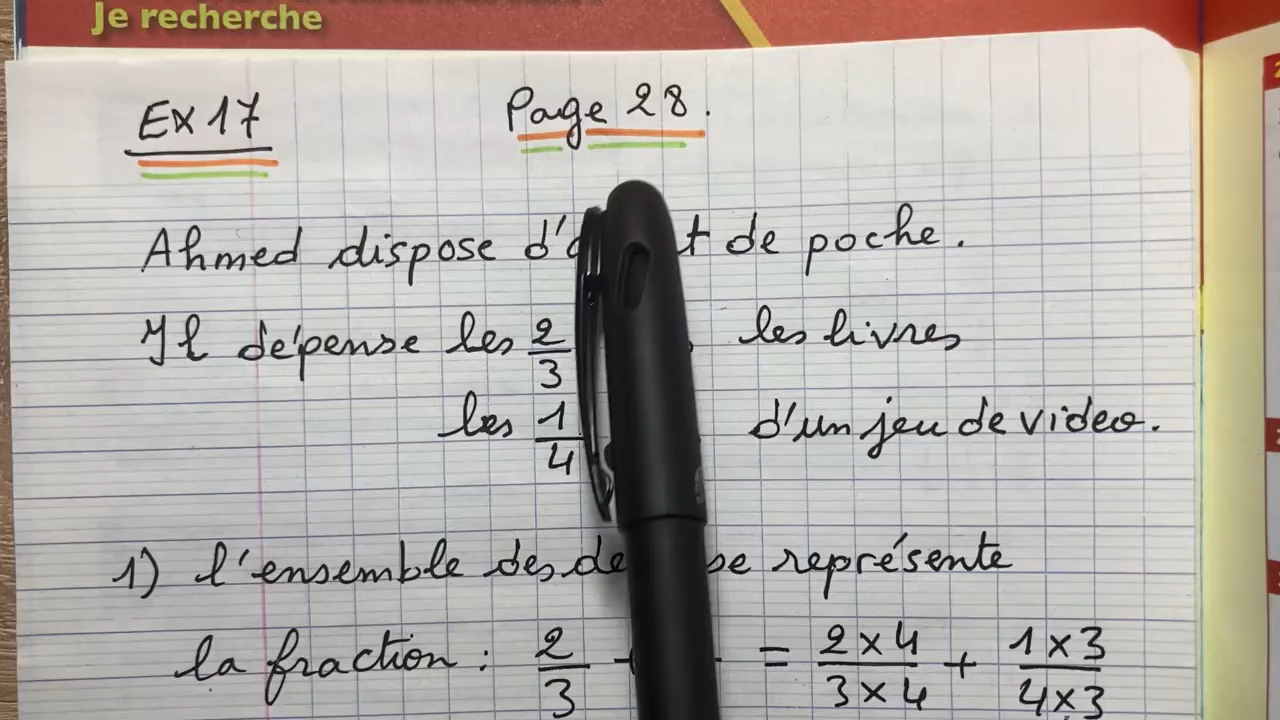 Je recherche
Ex 17 Page 28.
Ahmed dispose de poche.
Il dépense les 2/3 les livres
les 1/4 d'un jeu de video.
1) l'ensemble des représente
la fraction : 2/3 = 2 x 4 / 3 x 4 + 1 x 3 / 4 x 3